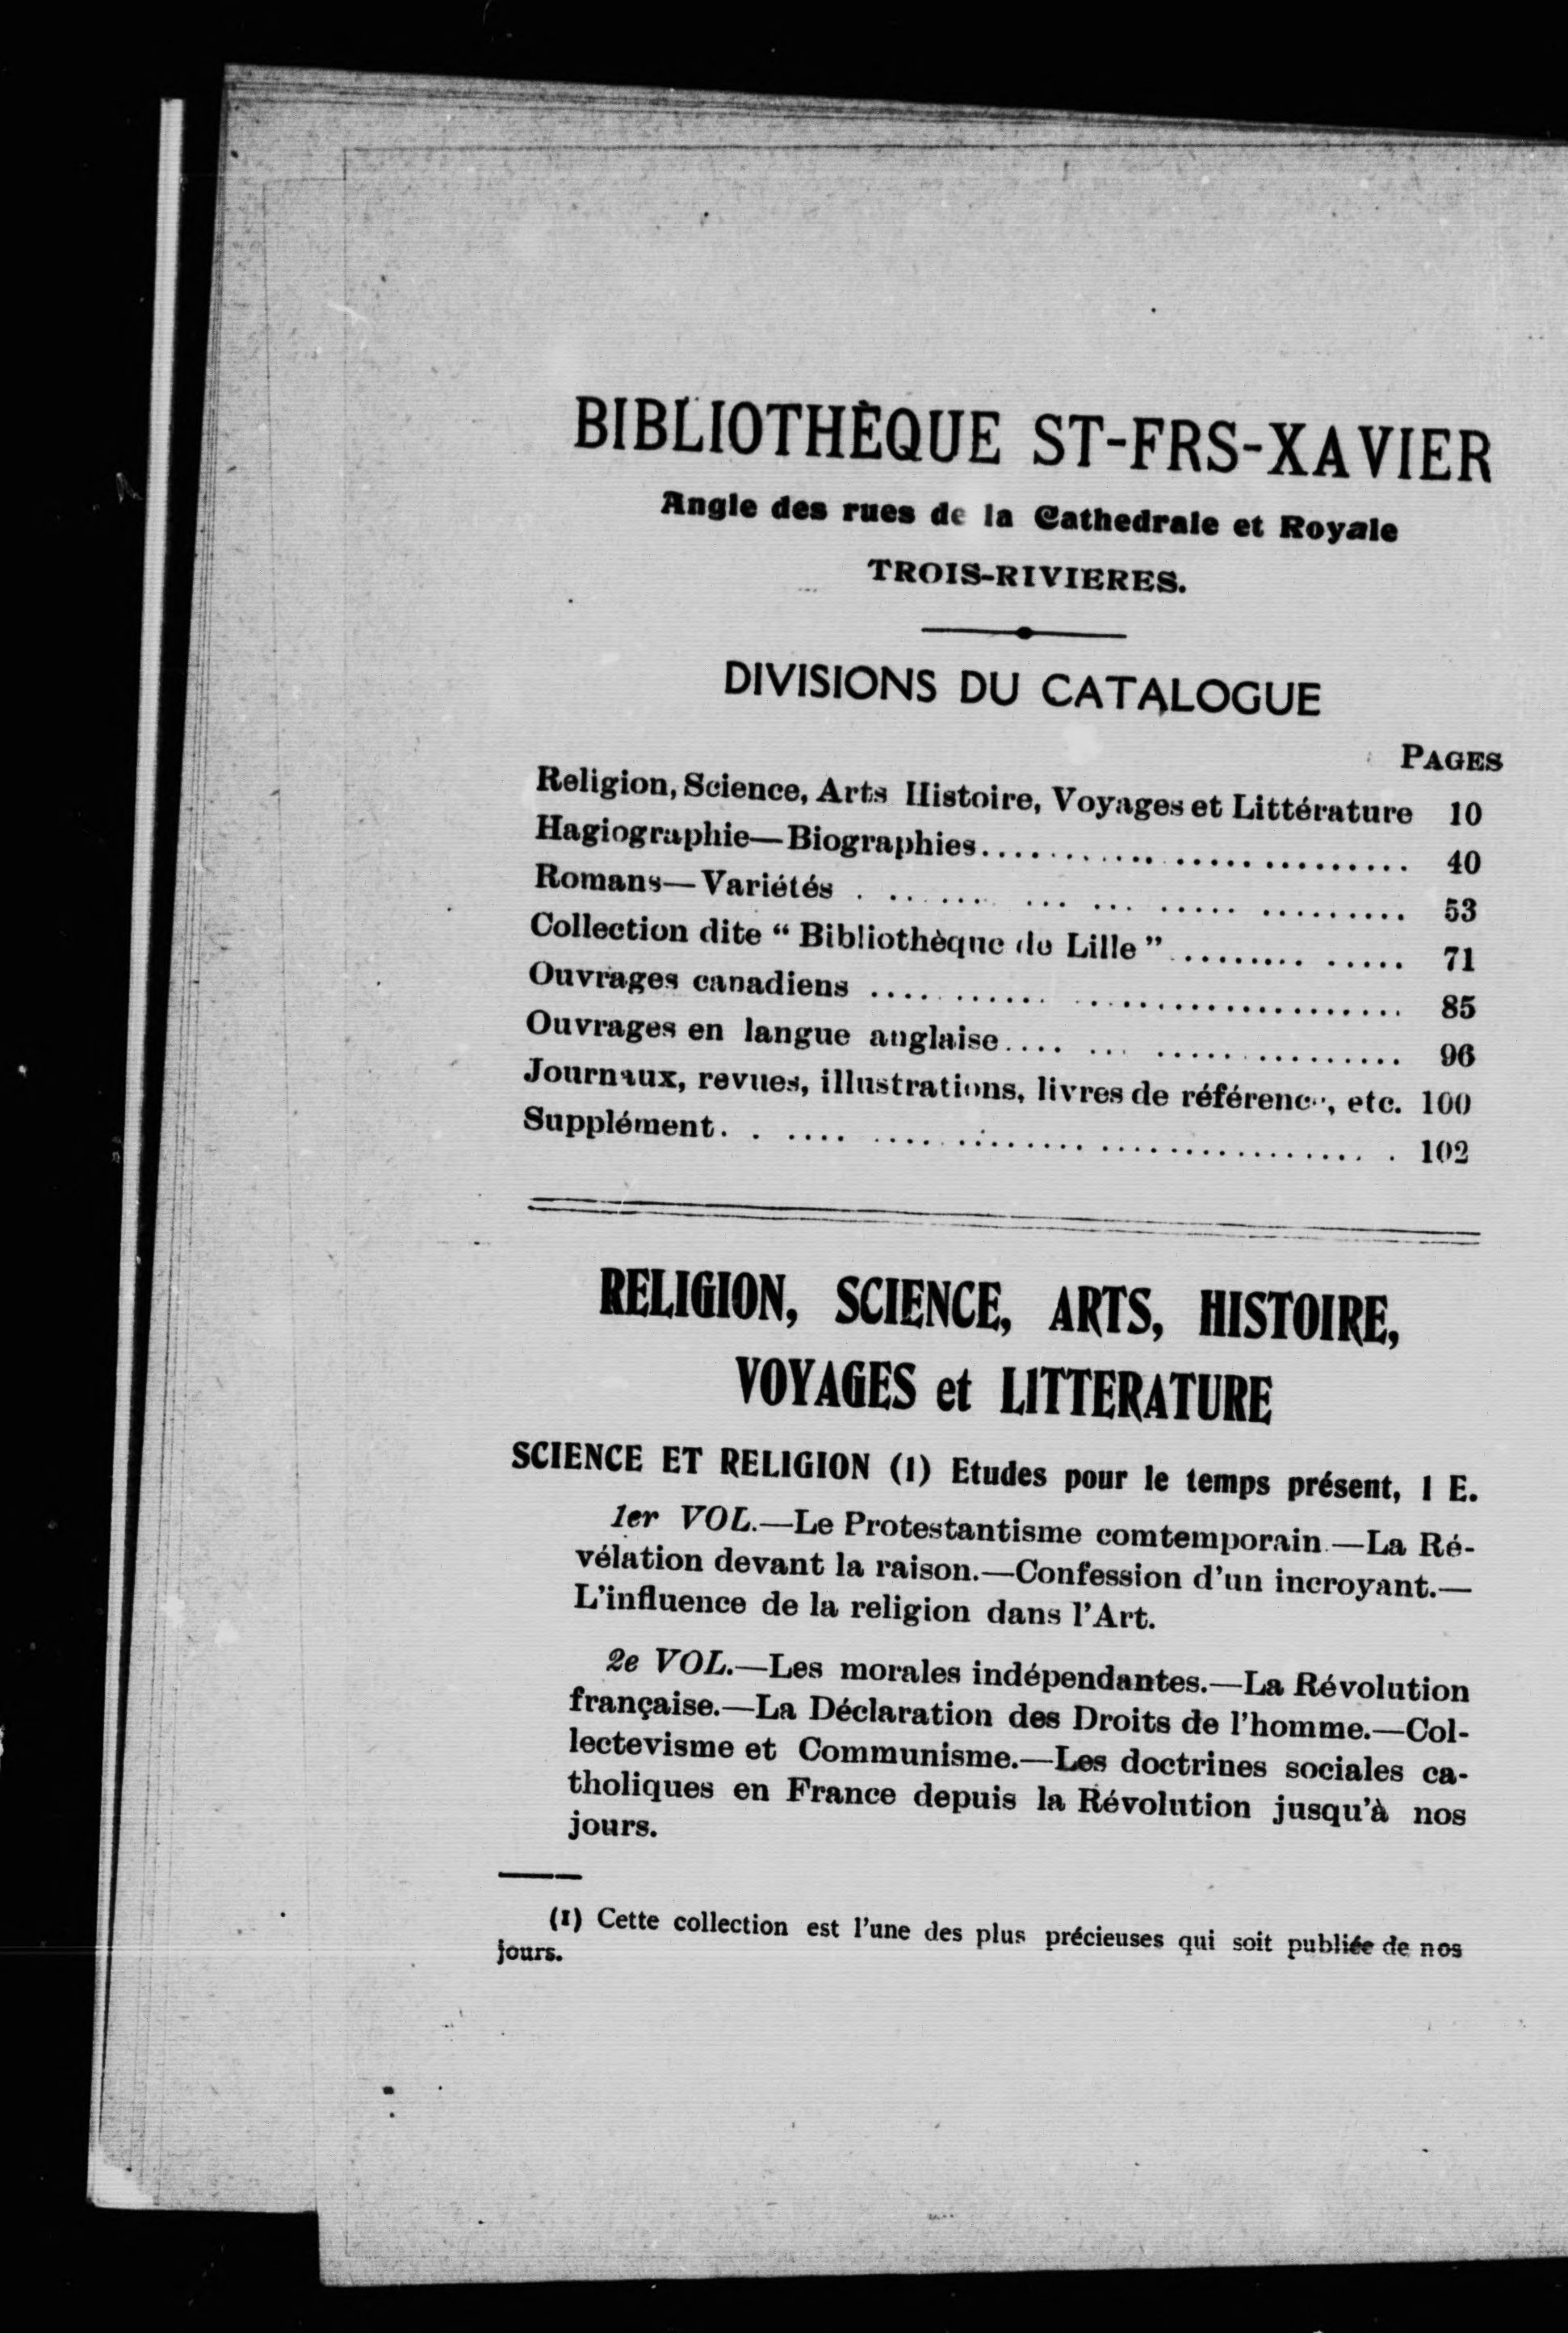 BIBLIOTHÈQUE ST-FRS-XAVIER
Angle des rues de la Cathedrale et Royale
TROIS-RIVIERES.
DIVISIONS DU CATALOGUE
PAGES
Religion, Science, Arts Histoire, Voyages et Littérature 10
Hagiographie—Biographies.................................. 40
Romans—Variétés .................................. 53
Collection dite “ Bibliothèque de Lille ” .............. 71
Ouvrages canadiens .................................. 85
Ouvrages en langue anglaise........................ 96
Journaux, revues, illustrations, livres de référence, etc. 100
Supplément.......................................... 102
RELIGION, SCIENCE, ARTS, HISTOIRE,
VOYAGES et LITTERATURE
SCIENCE ET RELIGION (1) Etudes pour le temps présent, 1 E.
1er VOL.—Le Protestantisme comtemporain.—La Ré-
vélation devant la raison.—Confession d’un incroyant.—
L’influence de la religion dans l’Art.
2e VOL.—Les morales indépendantes.—La Révolution
française.—La Déclaration des Droits de l’homme.—Col-
lectevisme et Communisme.—Les doctrines sociales ca-
tholiques en France depuis la Révolution jusqu’à nos
jours.
(1) Cette collection est l’une des plus précieuses qui soit publiée de nos
jours.